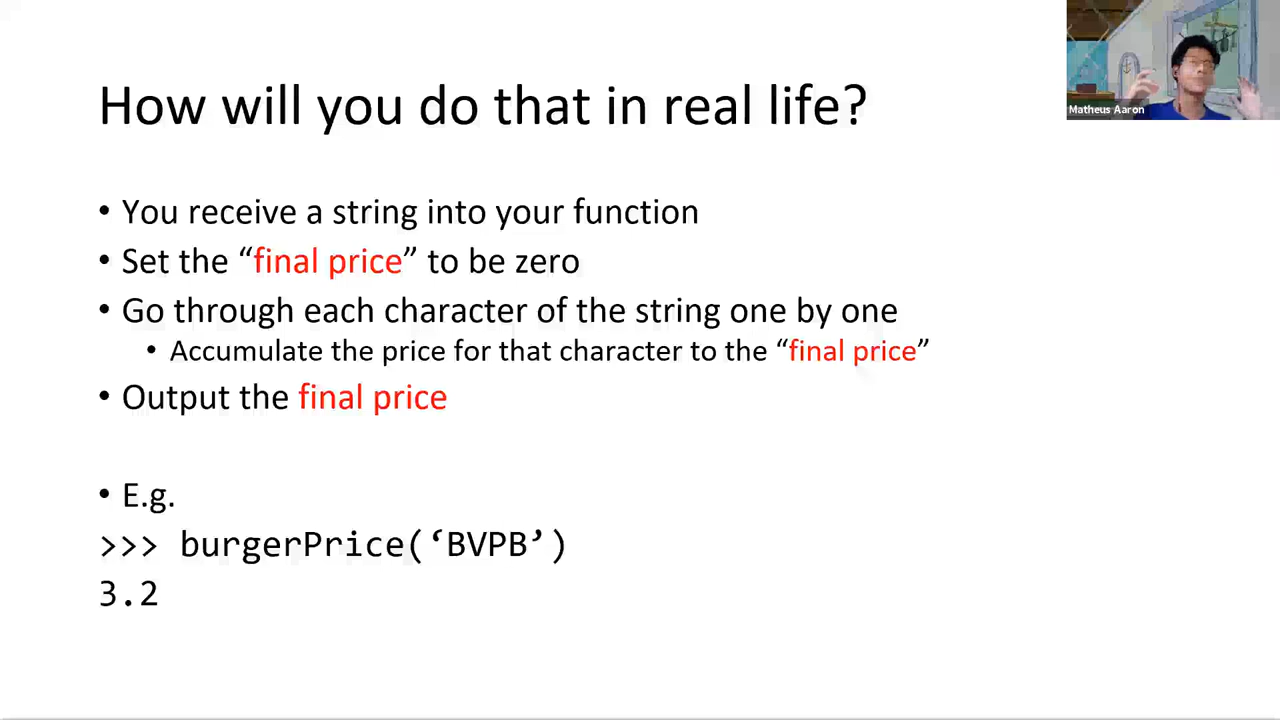 How will you do that in real life?
Matheus Aaron
• You receive a string into your function
• Set the “final price” to be zero
• Go through each character of the string one by one
• Accumulate the price for that character to the “final price”
• Output the final price
• E.g.
>>> burgerPrice(‘BVPB’)
3.2